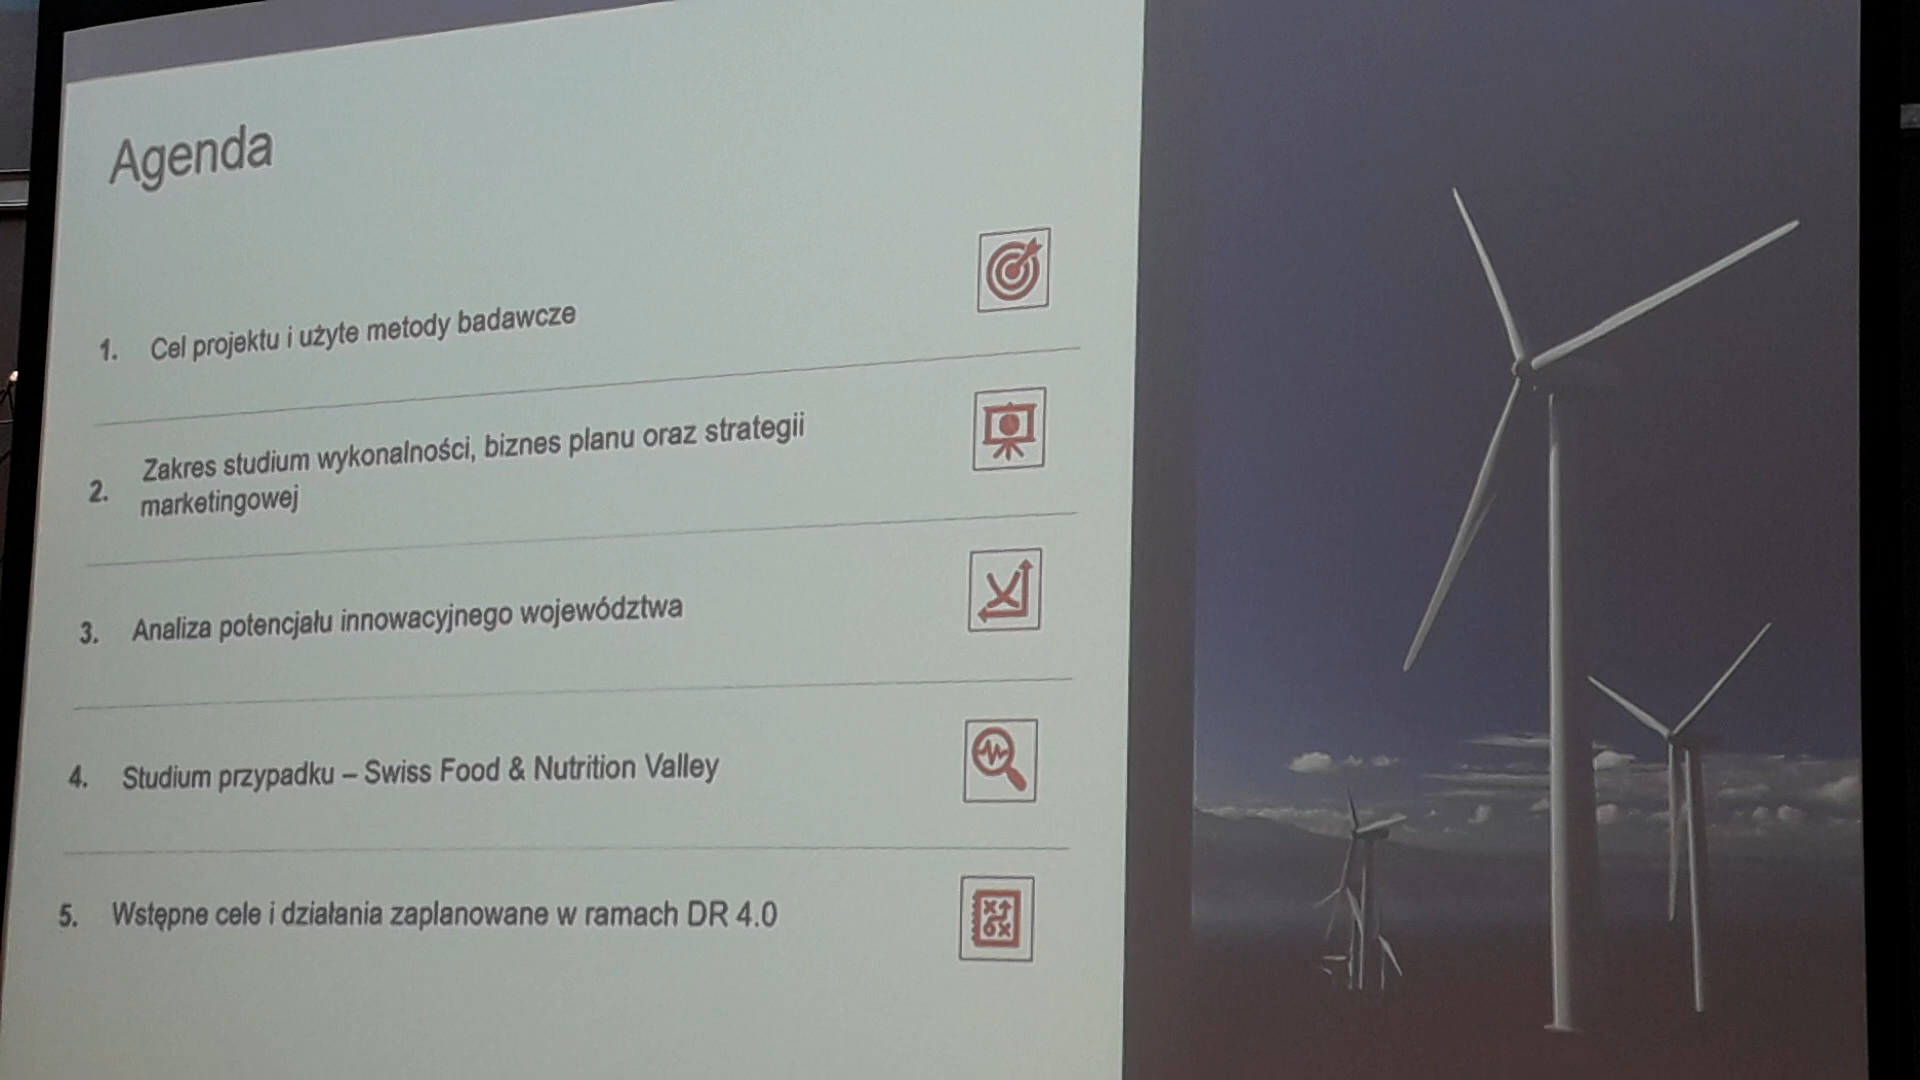 Agenda
1. Cel projektu i użyte metody badawcze
2. Zakres studium wykonalności, biznes planu oraz strategii
marketingowej
3. Analiza potencjału innowacyjnego województwa
4. Studium przypadku – Swiss Food & Nutrition Valley
5. Wstępne cele i działania zaplanowane w ramach DR 4.0